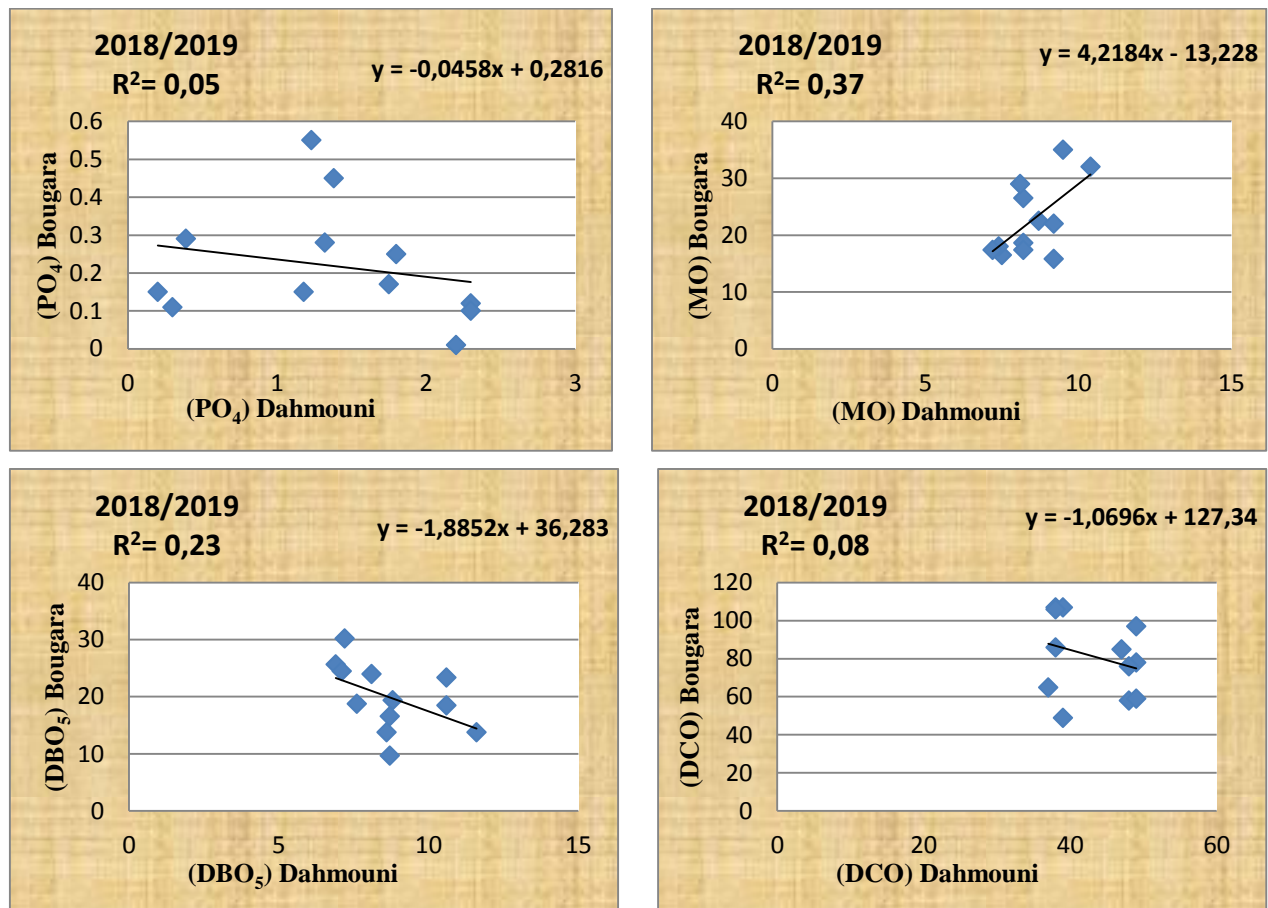 2018/2019
R²= 0,05
y = -0,0458x + 0,2816
0.6
0.5
0.4
0.3
0.2
0.1
0
(PO₄) Bougara
0 1 2 3
(PO₄) Dahmouni
2018/2019
R²= 0,37
y = 4,2184x - 13,228
40
30
20
10
0
(MO) Bougara
0 5 10 15
(MO) Dahmouni
2018/2019
R²= 0,23
y = -1,8852x + 36,283
40
30
20
10
0
(DBO₅) Bougara
0 5 10 15
(DBO₅) Dahmouni
2018/2019
R²= 0,08
y = -1,0696x + 127,34
120
100
80
60
40
20
0
(DCO) Bougara
0 20 40 60
(DCO) Dahmouni